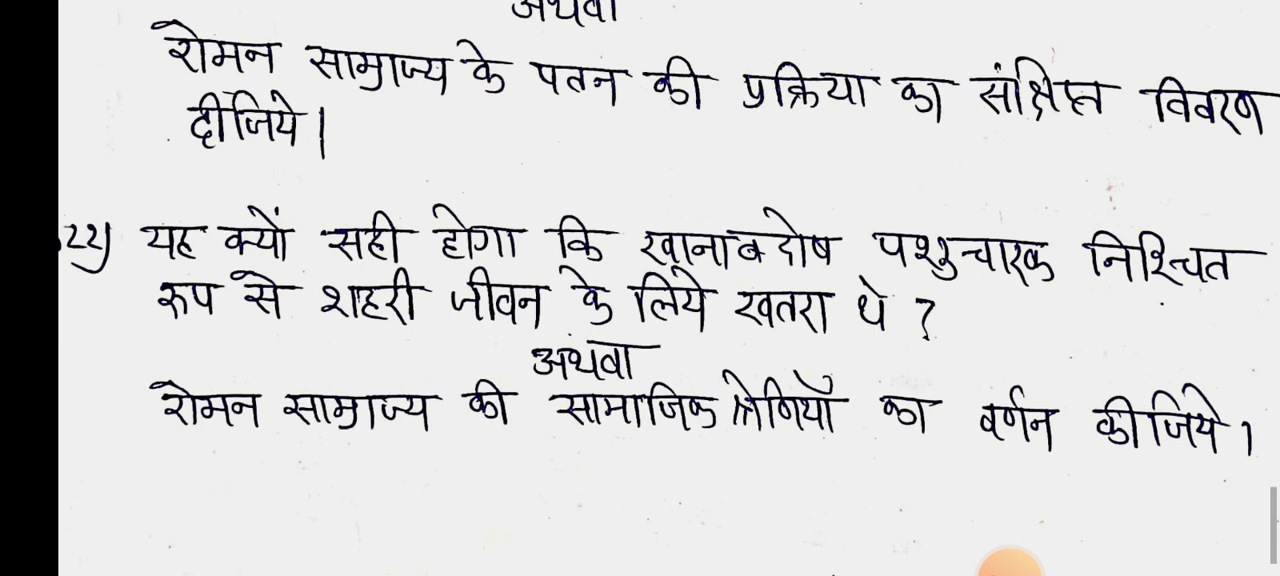 अथवा
रोमन साम्राज्य के पतन की प्रक्रिया का संक्षिप्त विवरण
दीजिये।
22) यह क्यों सही होगा कि खानाबदोष पशुचारक निश्चित
रूप से शहरी जीवन के लिये खतरा थे ?
अथवा
रोमन साम्राज्य की सामाजिक श्रेणियाँ का वर्णन कीजिये।